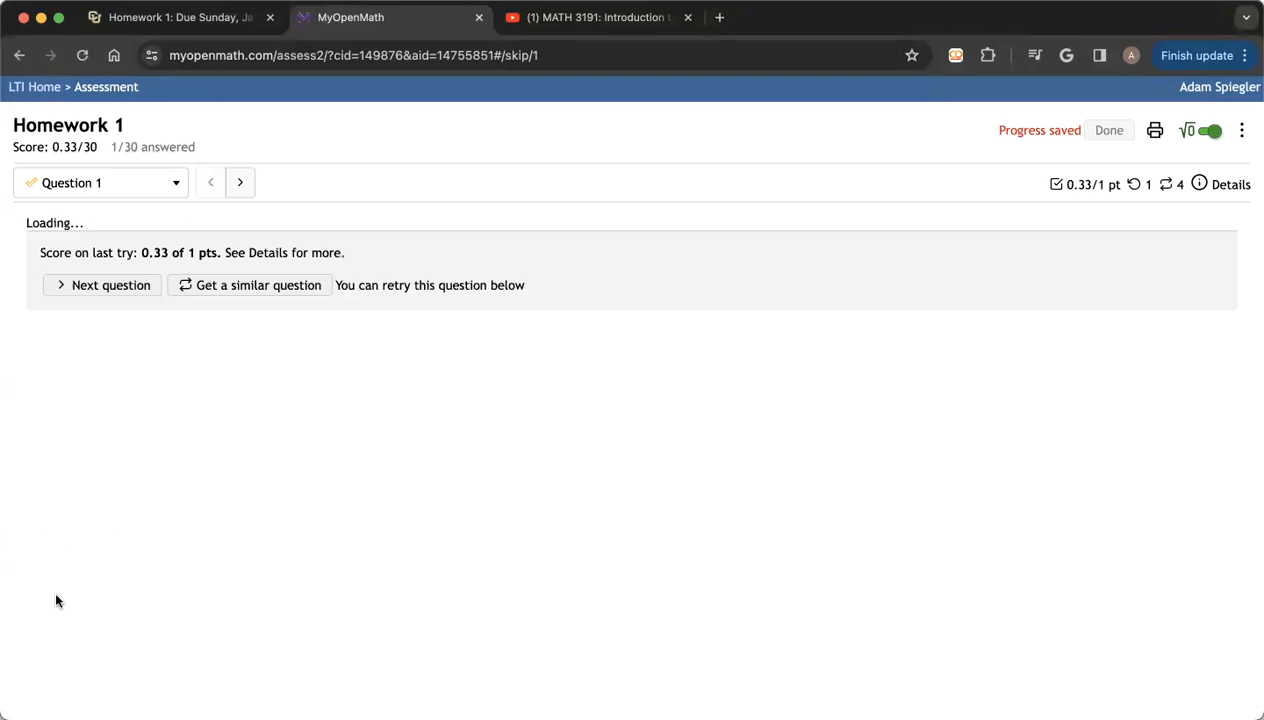 Homework 1: Due Sunday, Ja
MyOpenMath
(1) MATH 3191: Introduction t
myopenmath.com/assess2/?cid=149876&aid=14755851#/skip/1
A
Finish update
LTI Home > Assessment
Adam Spiegler
Homework 1
Progress saved
Done
√0
Score: 0.33/30 1/30 answered
Question 1
0.33/1 pt 1 4 Details
Loading...
Score on last try: 0.33 of 1 pts. See Details for more.
Next question
Get a similar question
You can retry this question below